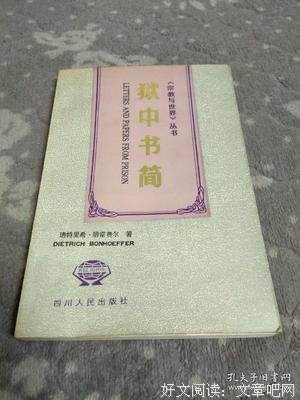 《宗教与世界》丛书
狱中书简
LETTERS AND PAPERS FROM PRISON
迪特里希·朋霍费尔 著
DIETRICH BONHOEFFER
四川人民出版社
孔夫子旧书网
好文阅读:文章吧网